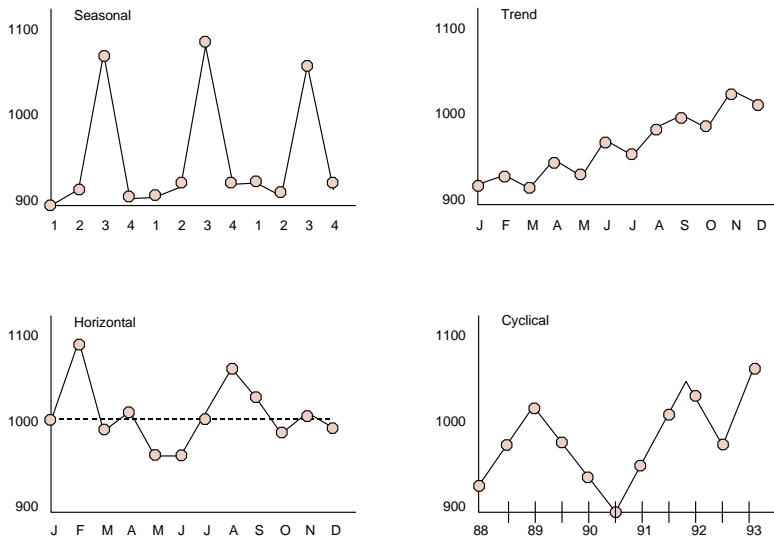 Seasonal
1100
1000
900
1 2 3 4 1 2 3 4 1 2 3 4
Trend
1100
1000
900
J F M A M J J A S O N D
Horizontal
1100
1000
900
J F M A M J J A S O N D
Cyclical
1100
1000
900
88 89 90 91 92 93